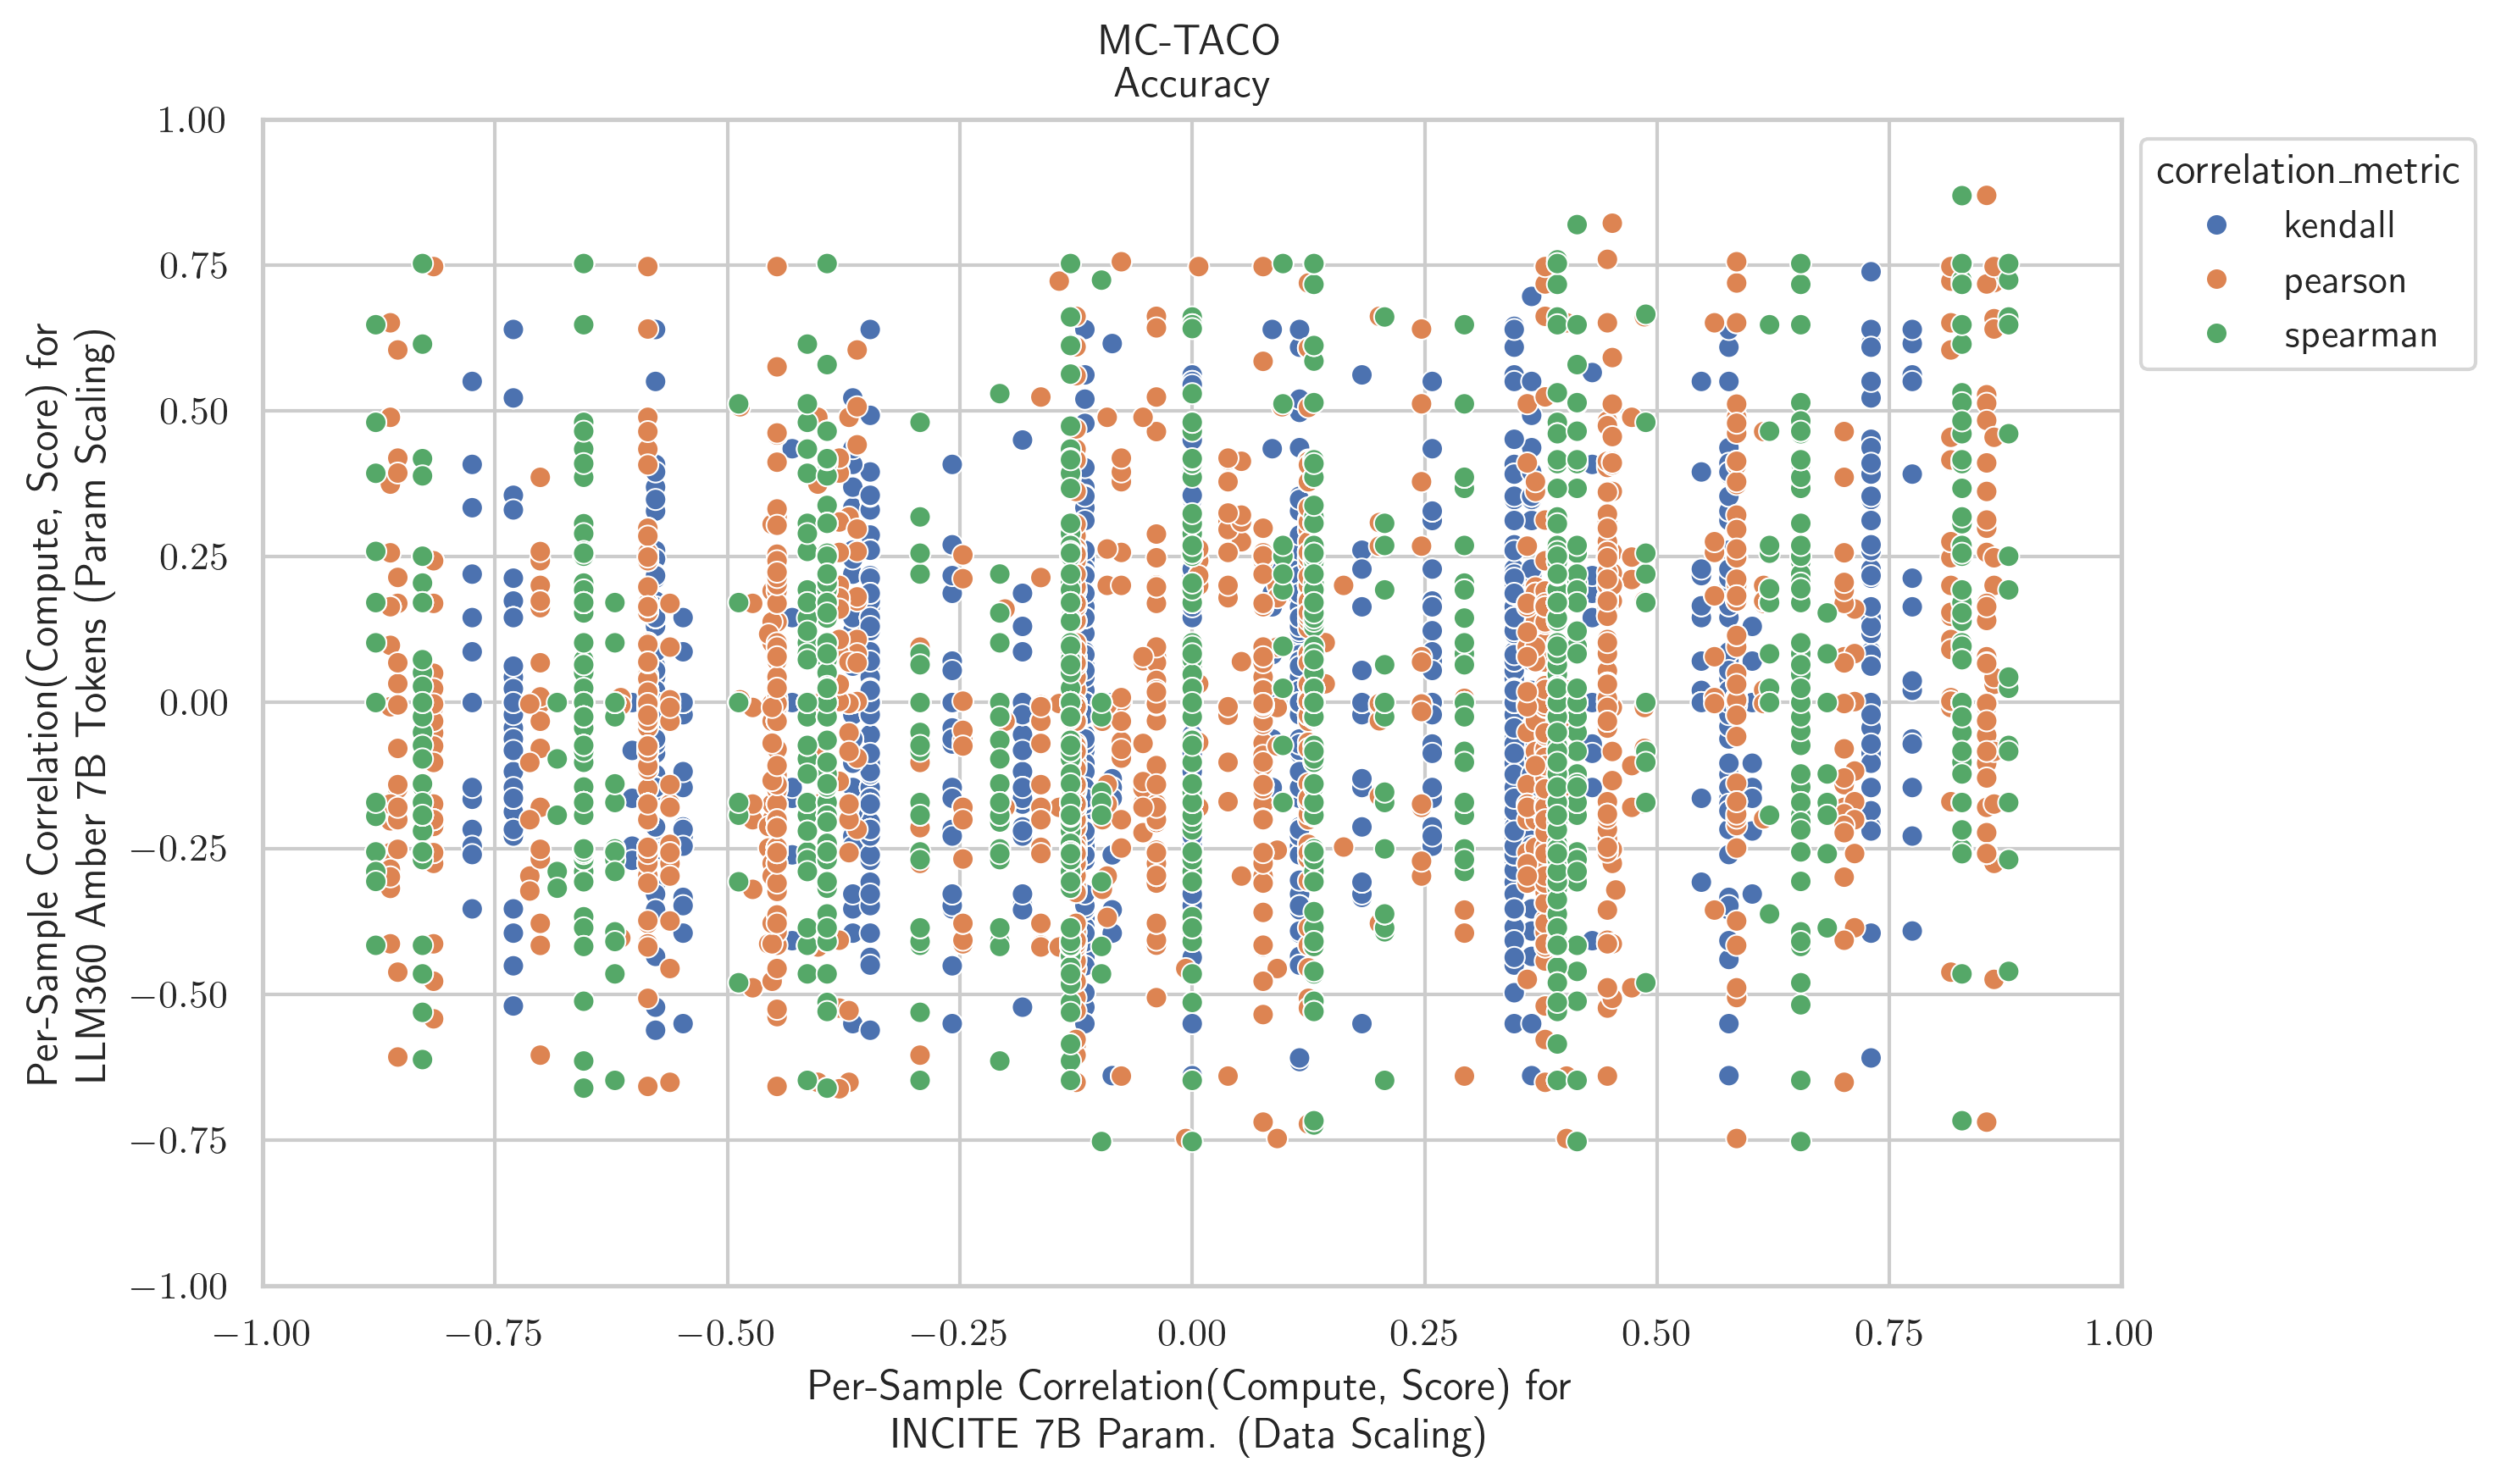 MC-TACO
Accuracy
Per-Sample Correlation(Compute, Score) for
LLM360 Amber 7B Tokens (Param Scaling)
1.00
0.75
0.50
0.25
0.00
−0.25
−0.50
−0.75
−1.00
−1.00 −0.75 −0.50 −0.25 0.00 0.25 0.50 0.75 1.00
Per-Sample Correlation(Compute, Score) for
INCITE 7B Param. (Data Scaling)
correlation_metric
kendall
pearson
spearman